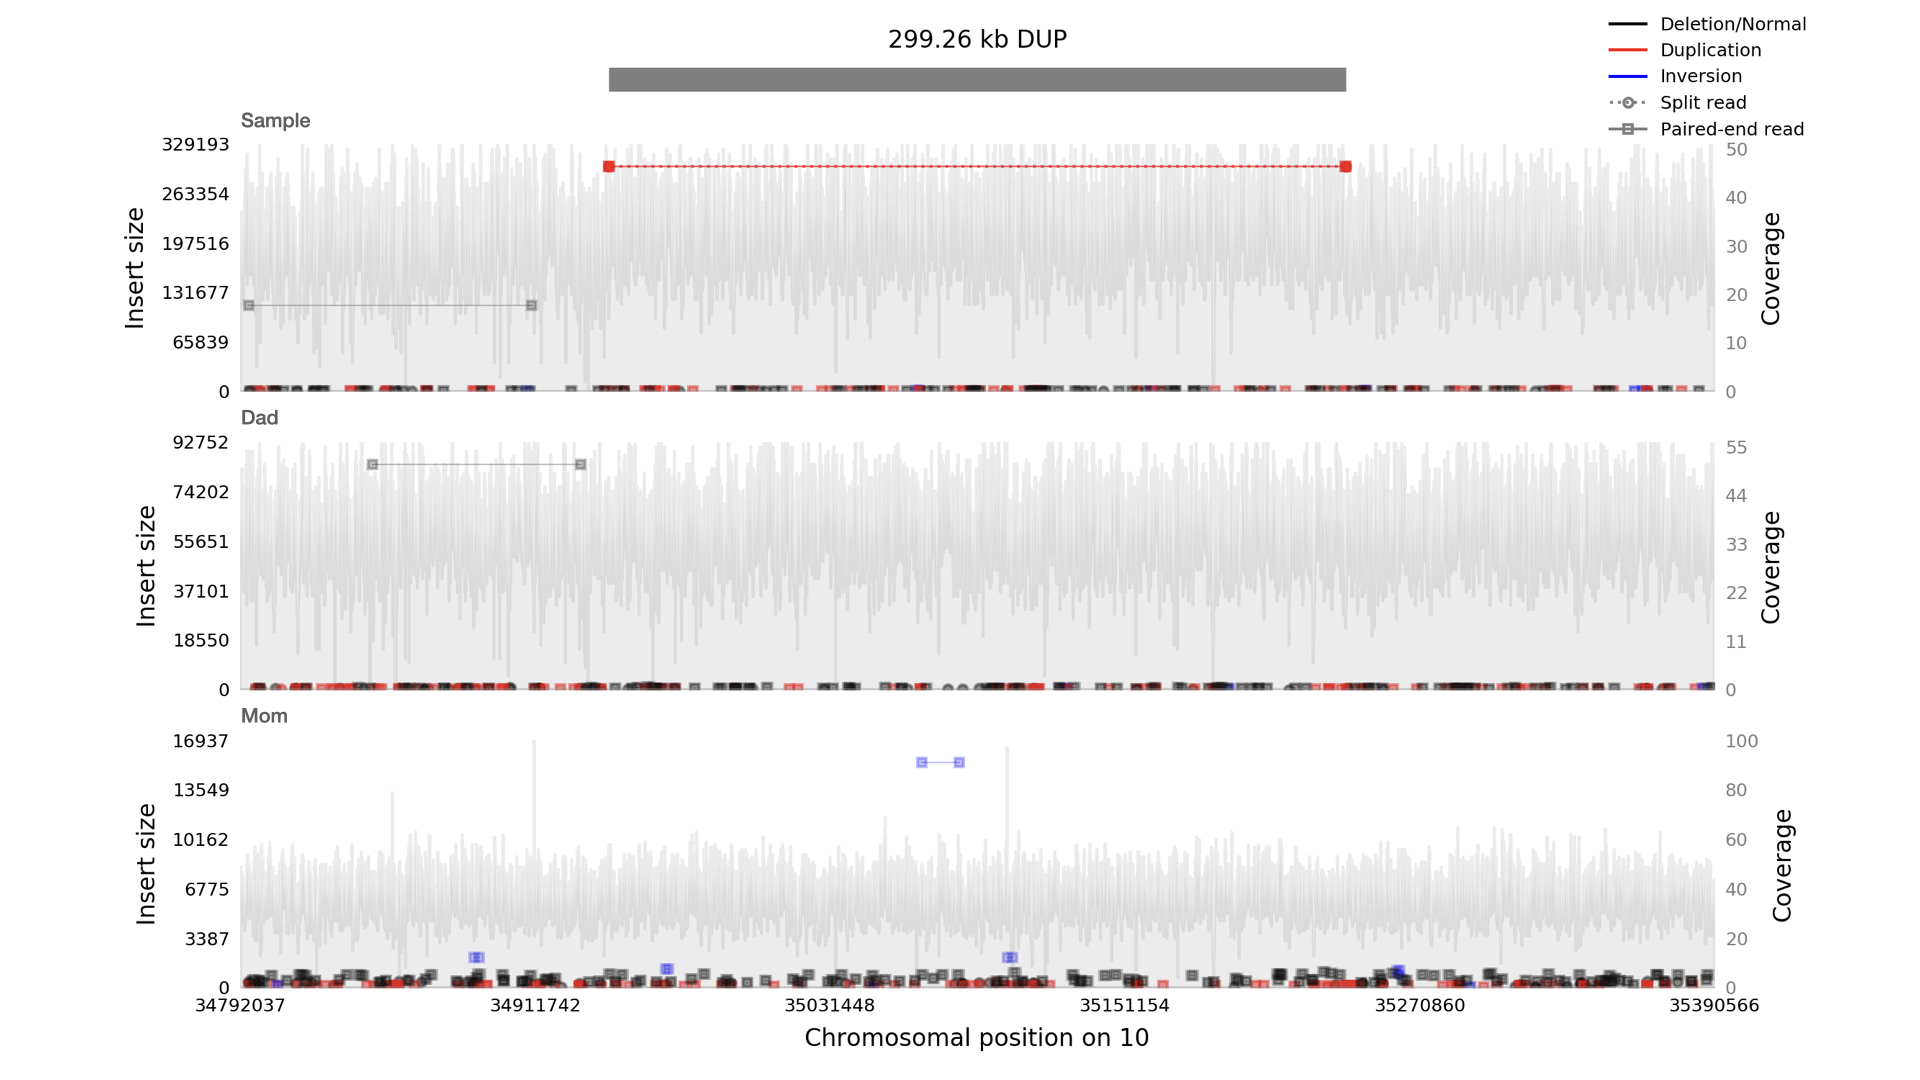 299.26 kb DUP
Deletion/Normal
Duplication
Inversion
Split read
Paired-end read
Sample
329193
263354
197516
131677
65839
0
Insert size
50
40
30
20
10
0
Coverage
Dad
92752
74202
55651
37101
18550
0
Insert size
55
44
33
22
11
0
Coverage
Mom
16937
13549
10162
6775
3387
0
Insert size
100
80
60
40
20
0
Coverage
34792037 34911742 35031448 35151154 35270860 35390566
Chromosomal position on 10